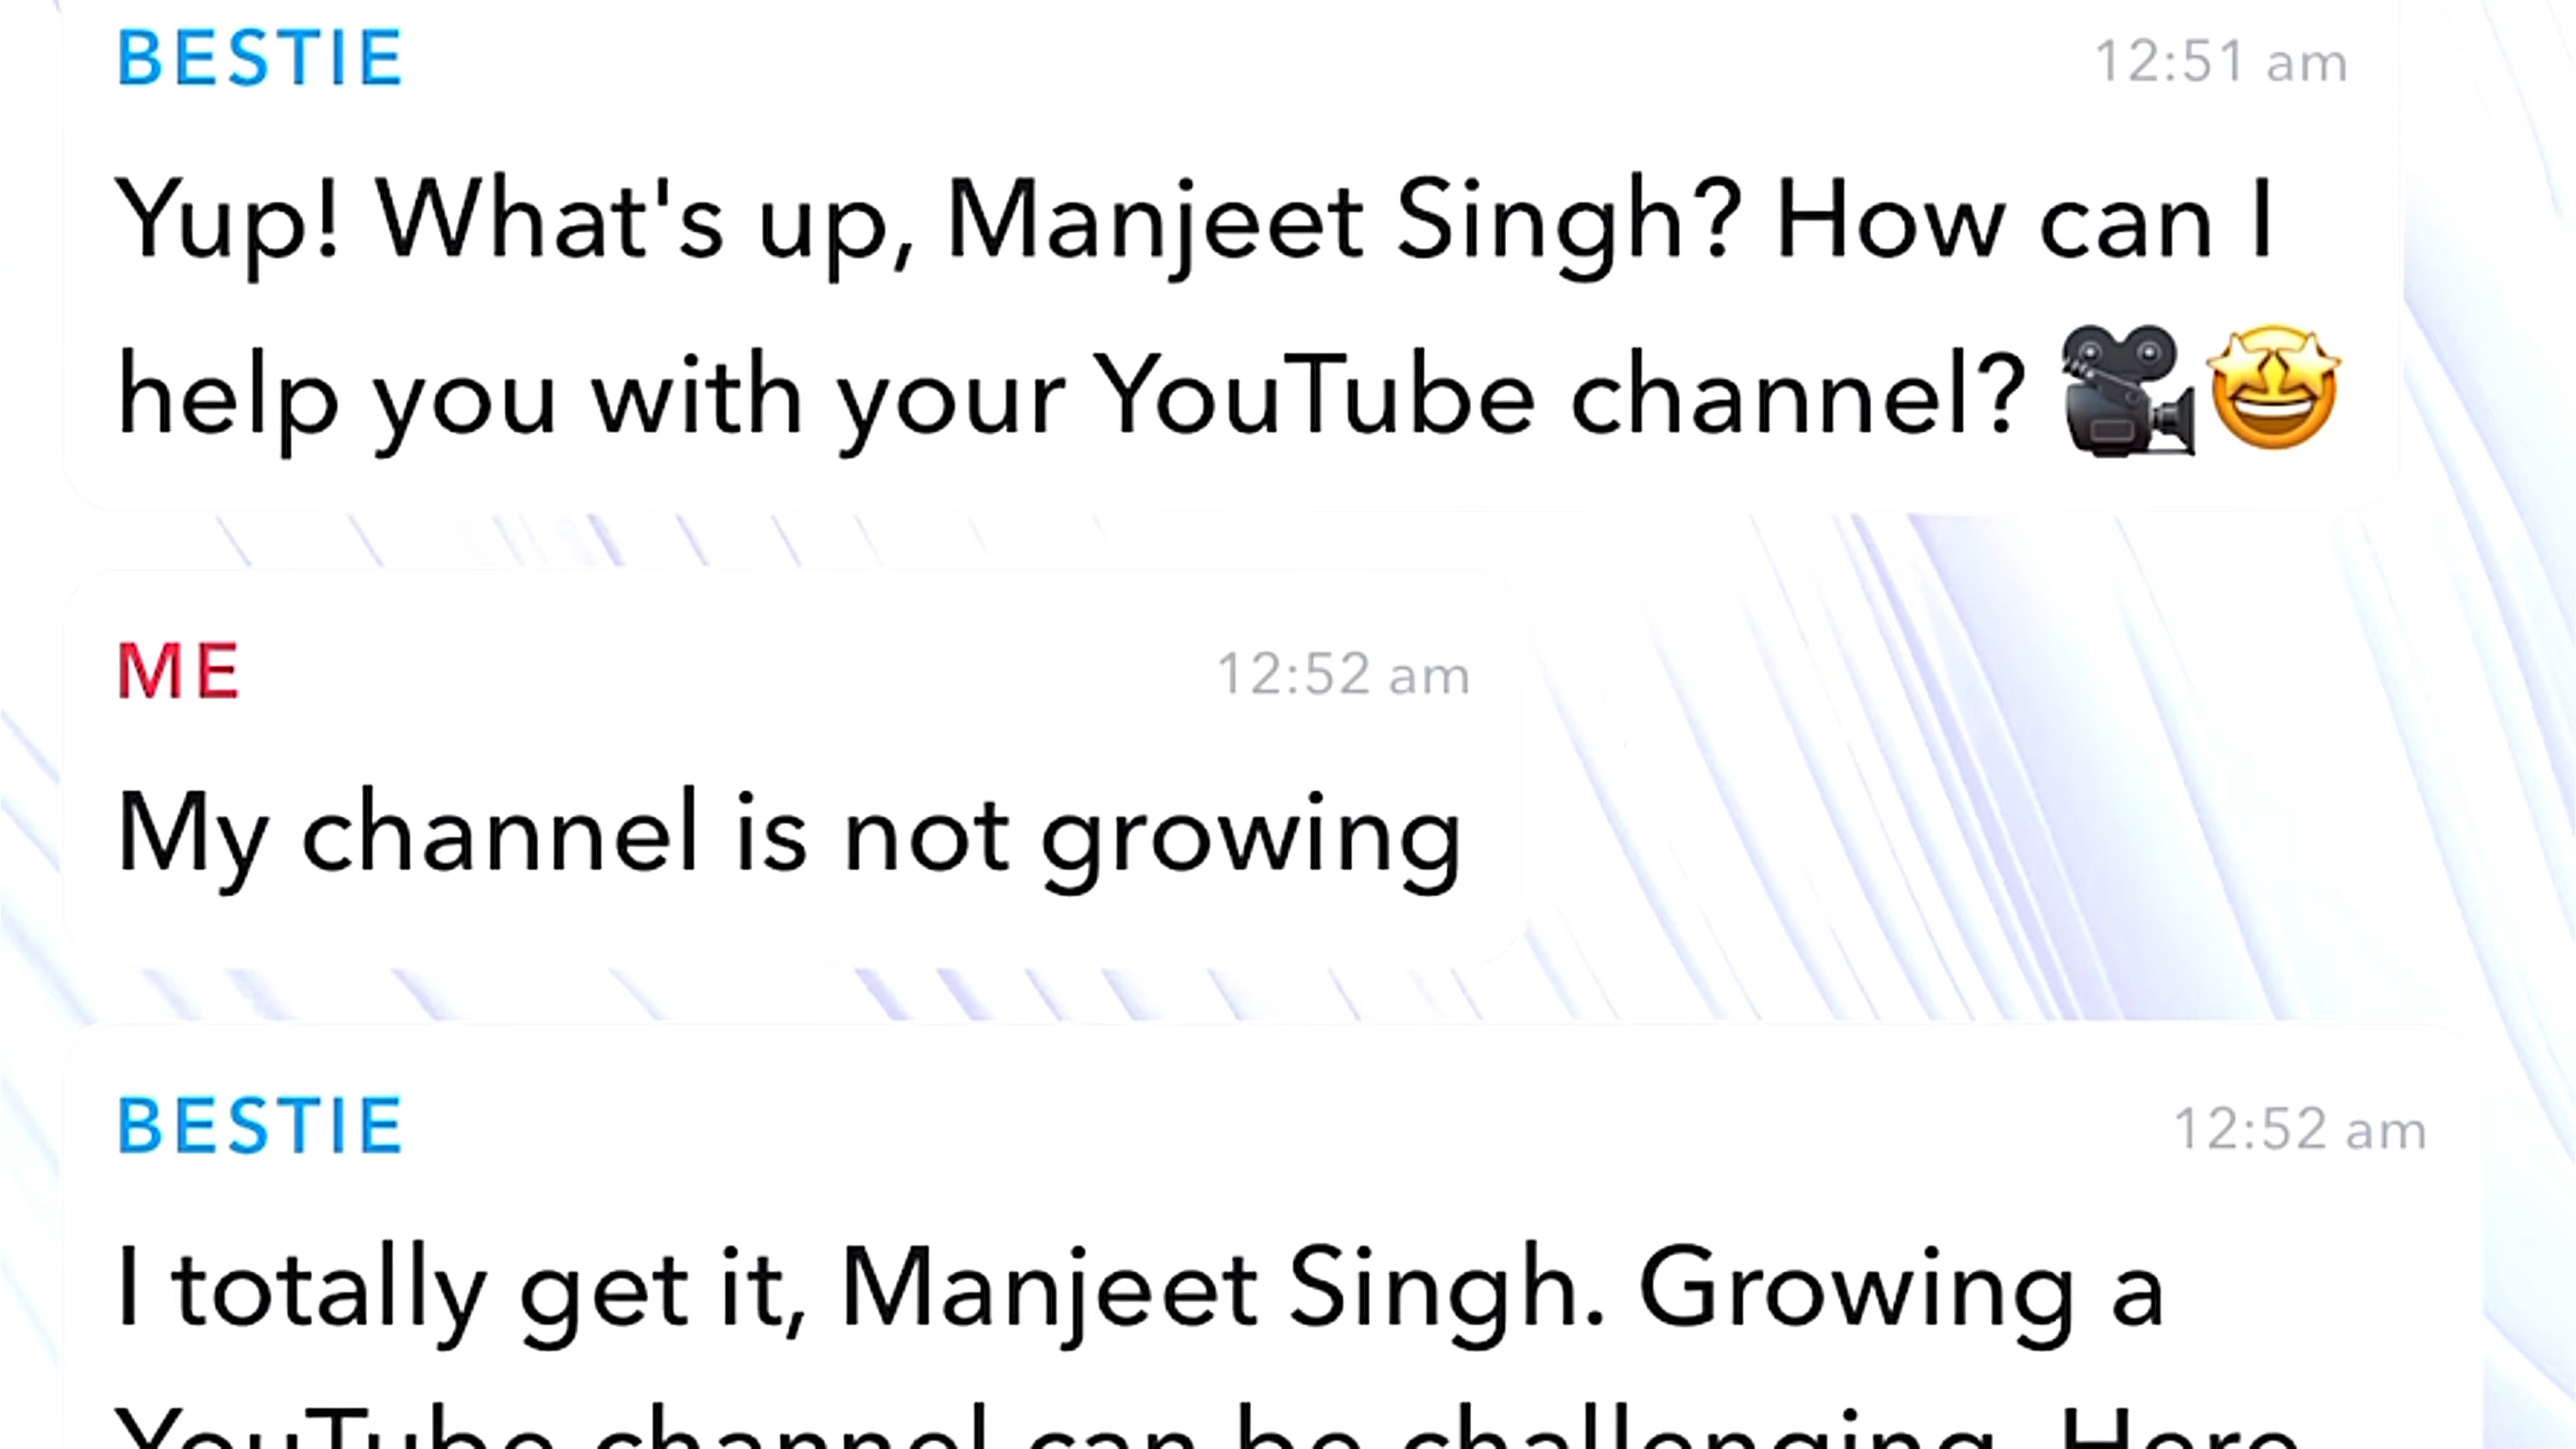 BESTIE 12:51 am
Yup! What's up, Manjeet Singh? How can I
help you with your YouTube channel? 🎥🤩
ME 12:52 am
My channel is not growing
BESTIE 12:52 am
I totally get it, Manjeet Singh. Growing a
YouTube channel can be challenging. Here